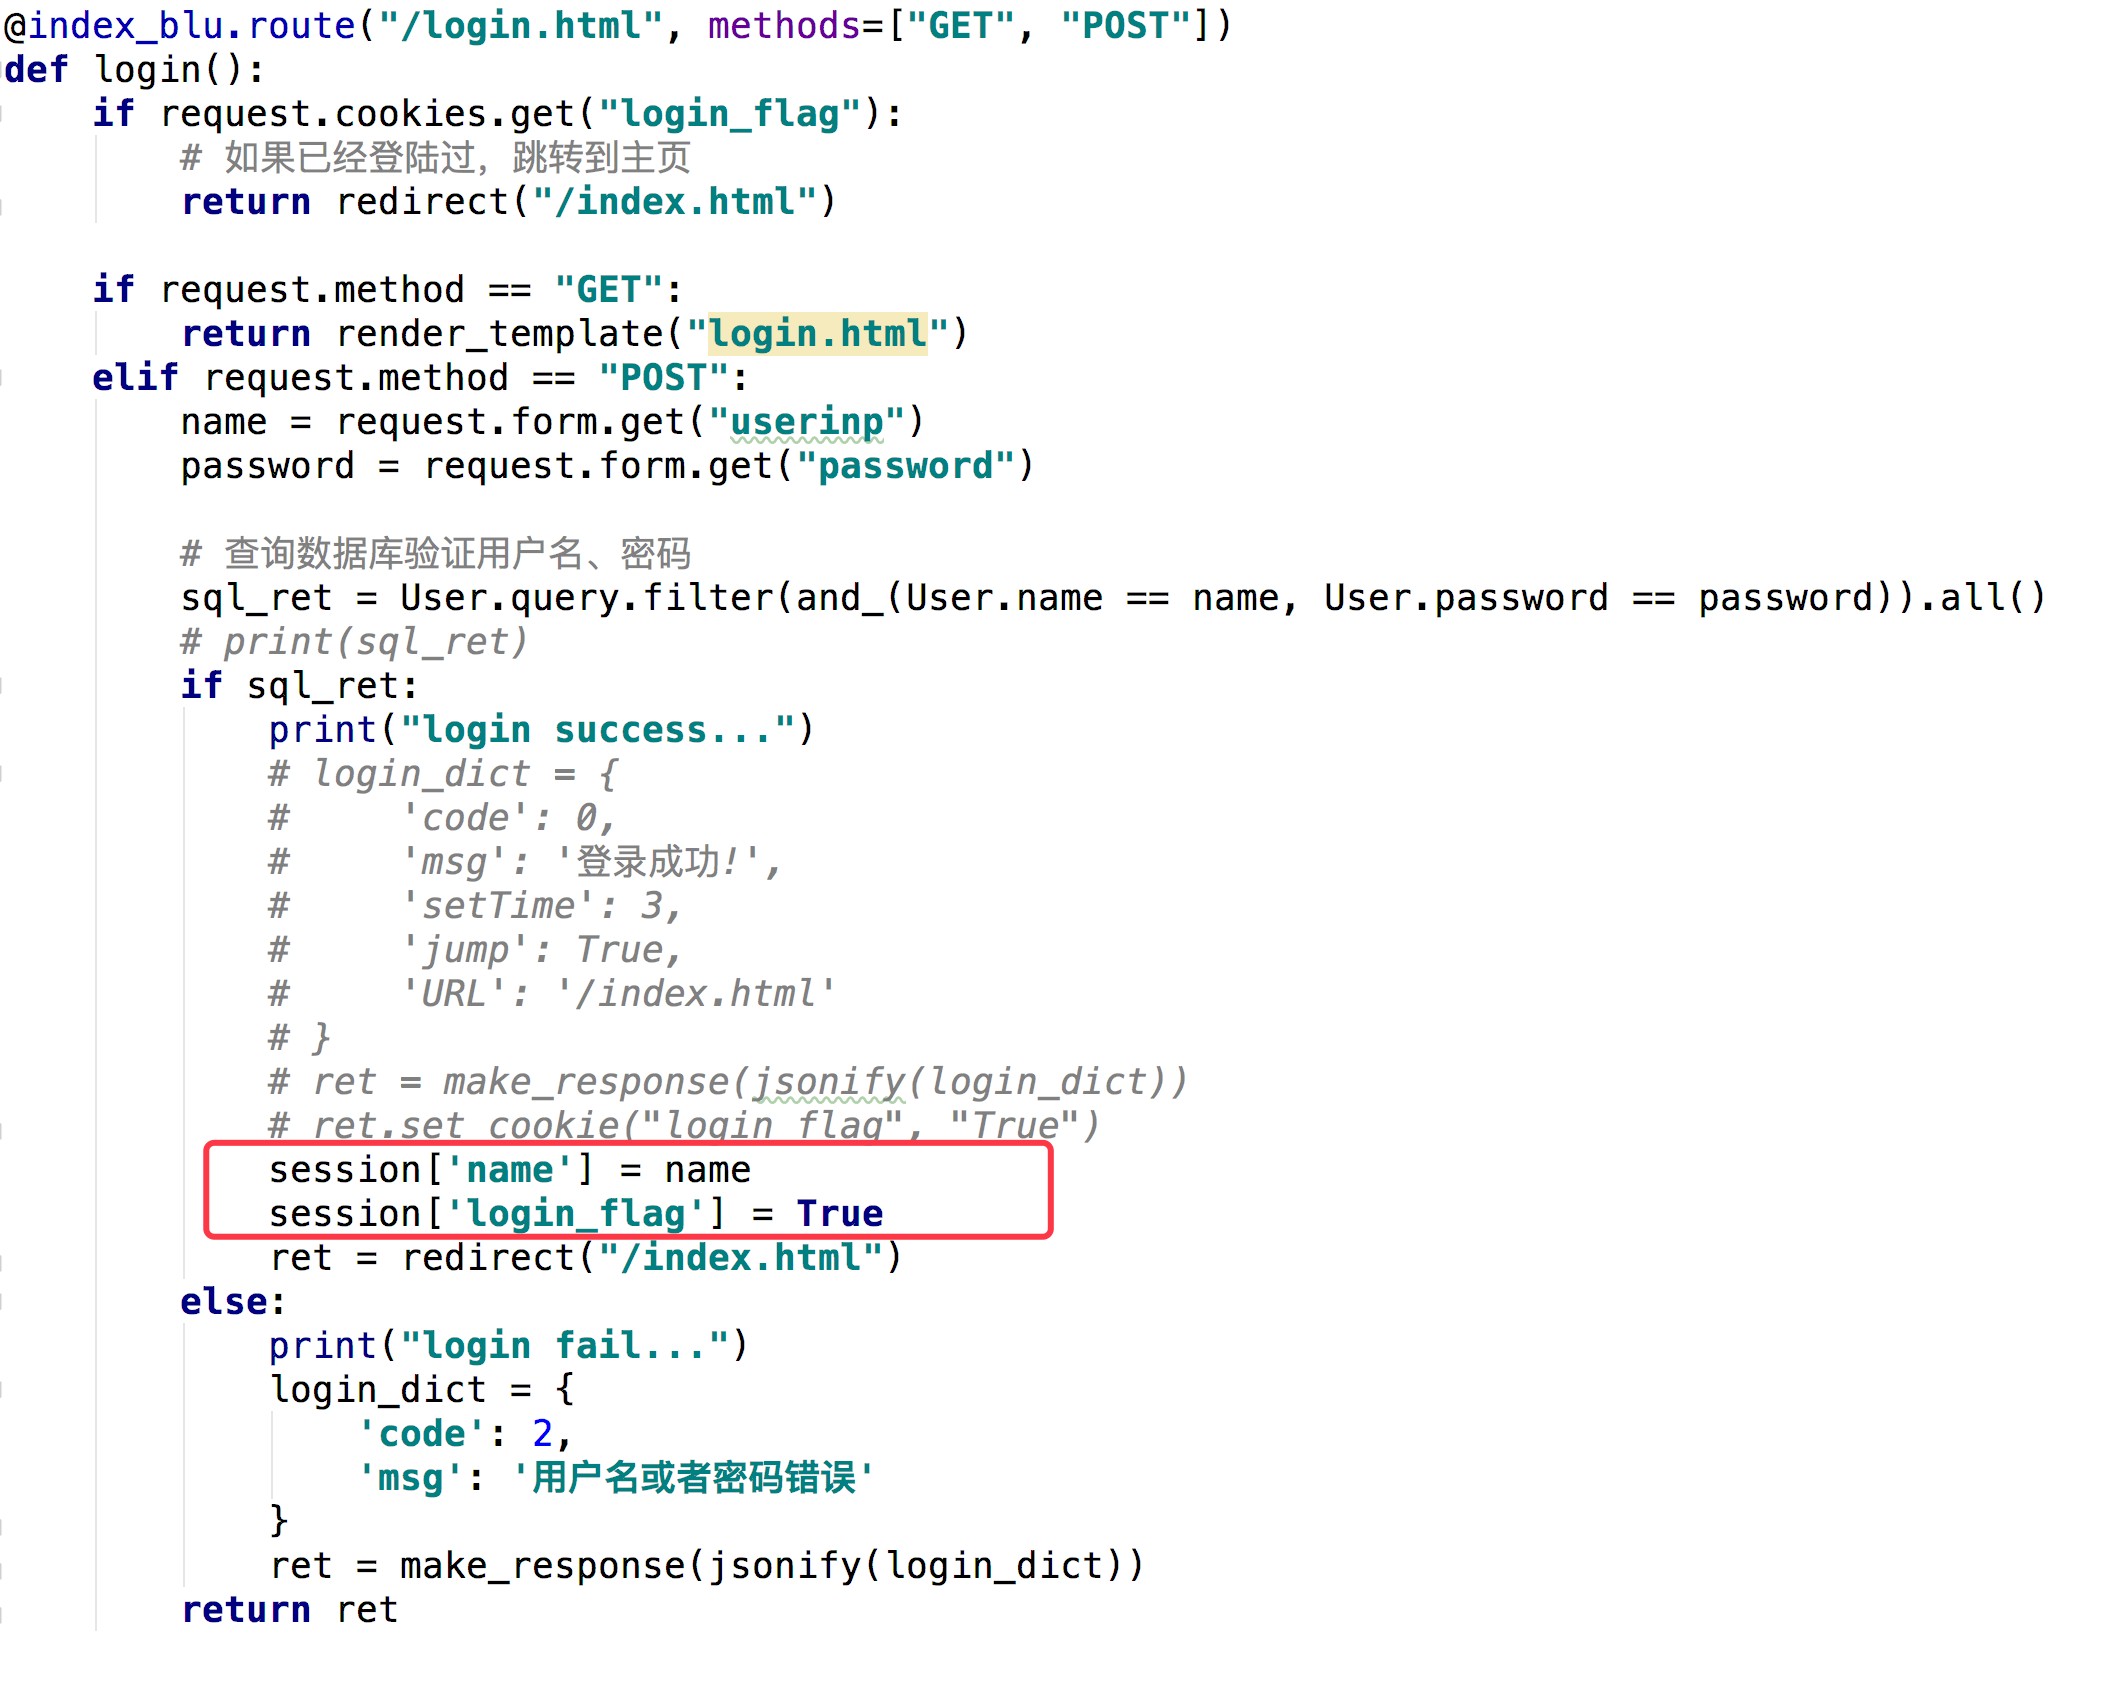 @index_blu.route("/login.html", methods=["GET", "POST"])
def login():
    if request.cookies.get("login_flag"):
        # 如果已经登陆过，跳转到主页
        return redirect("/index.html")

    if request.method == "GET":
        return render_template("login.html")
    elif request.method == "POST":
        name = request.form.get("userinp")
        password = request.form.get("password")

        # 查询数据库验证用户名、密码
        sql_ret = User.query.filter(and_(User.name == name, User.password == password)).all()
        # print(sql_ret)
        if sql_ret:
            print("login success...")
            # login_dict = {
            #     'code': 0,
            #     'msg': '登录成功!',
            #     'setTime': 3,
            #     'jump': True,
            #     'URL': '/index.html'
            # }
            # ret = make_response(jsonify(login_dict))
            # ret.set_cookie("login_flag", "True")
            session['name'] = name
            session['login_flag'] = True
            ret = redirect("/index.html")
        else:
            print("login fail...")
            login_dict = {
                'code': 2,
                'msg': '用户名或者密码错误'
            }
            ret = make_response(jsonify(login_dict))
        return ret